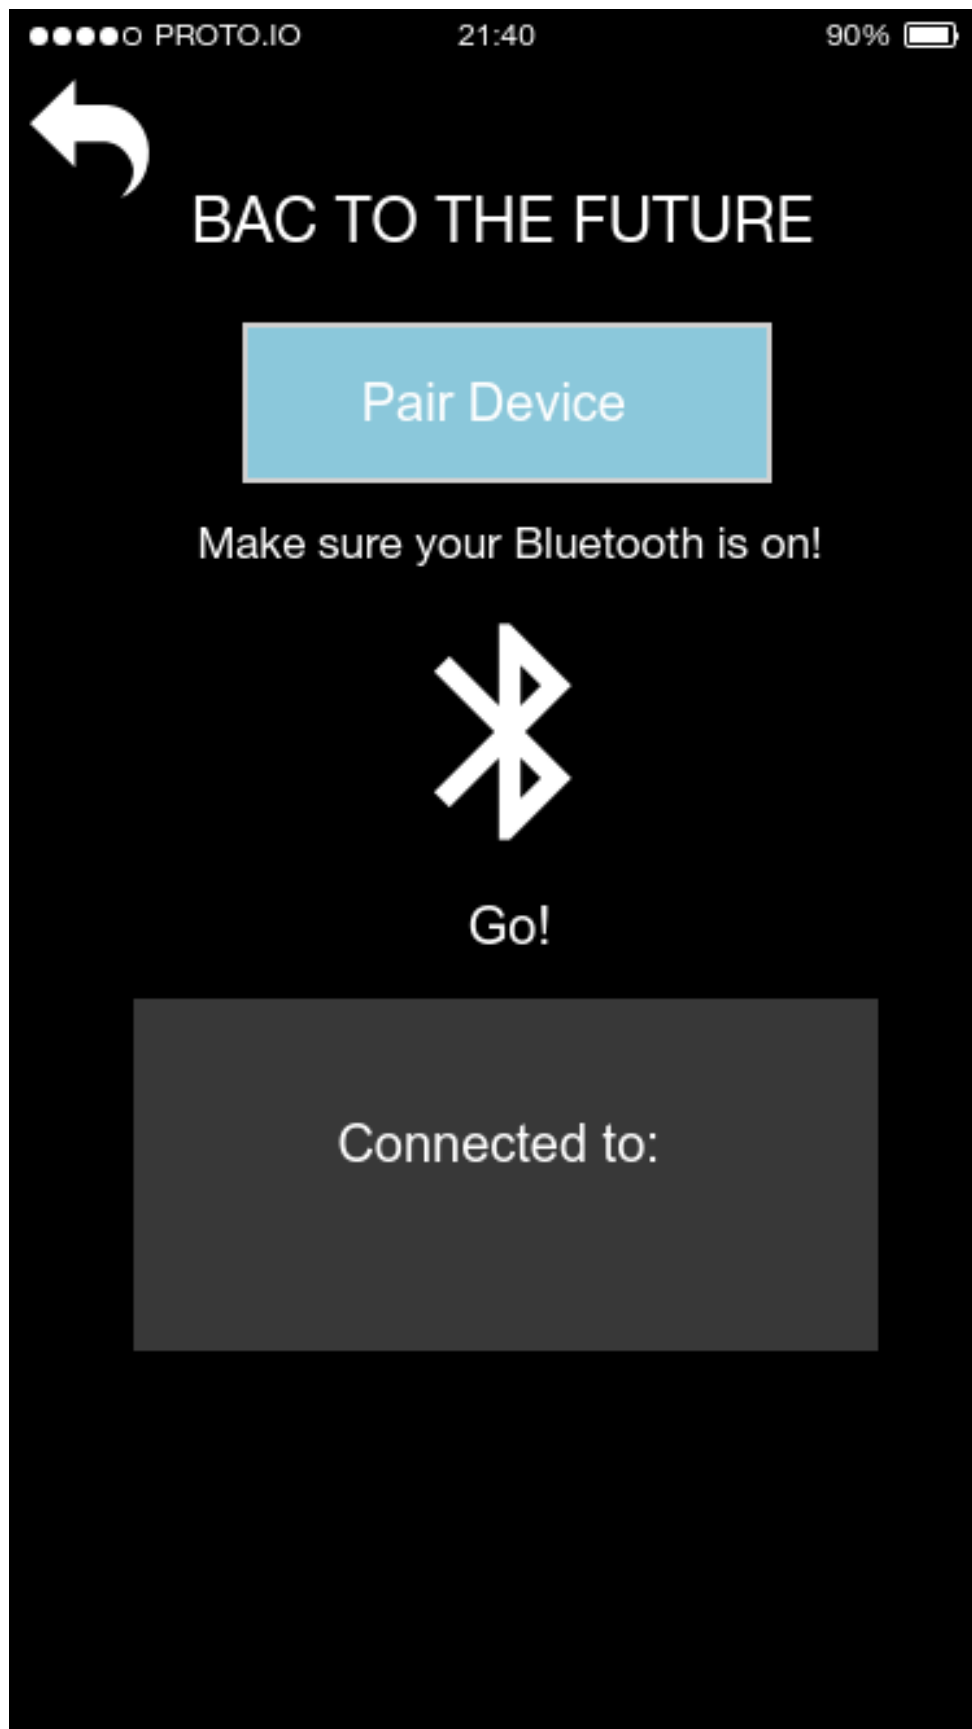 PROTO.IO 21:40 90%
BAC TO THE FUTURE
Pair Device
Make sure your Bluetooth is on!
Go!
Connected to: